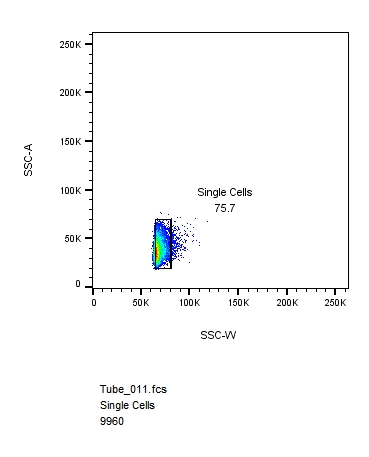 250K
200K
150K
100K
50K
0
SSC-A
Single Cells
75.7
0 50K 100K 150K 200K 250K
SSC-W
Tube_011.fcs
Single Cells
9960